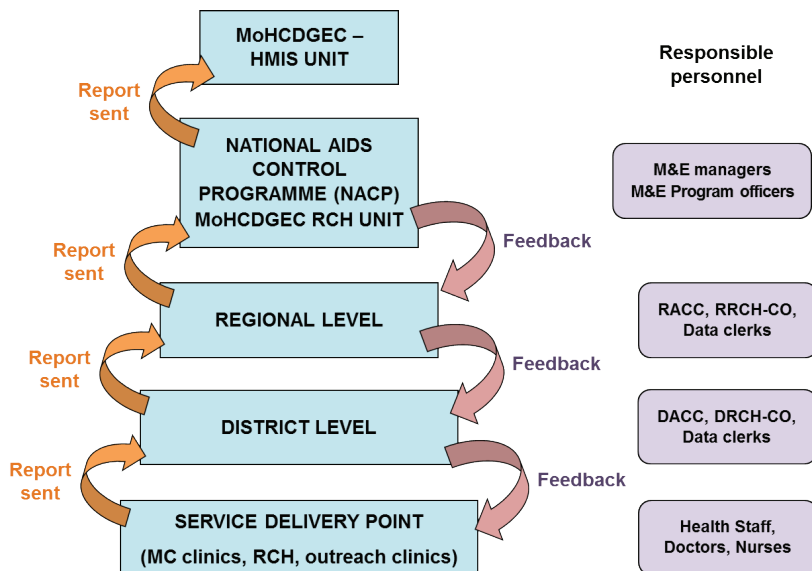 MoHCDGEC –
HMIS UNIT
Responsible
personnel
Report
sent
NATIONAL AIDS
CONTROL
PROGRAMME (NACP)
MoHCDGEC RCH UNIT
M&E managers
M&E Program officers
Feedback
Report
sent
REGIONAL LEVEL
RACC, RRCH-CO,
Data clerks
Feedback
Report
sent
DISTRICT LEVEL
DACC, DRCH-CO,
Data clerks
Feedback
Report
sent
SERVICE DELIVERY POINT
(MC clinics, RCH, outreach clinics)
Health Staff,
Doctors, Nurses